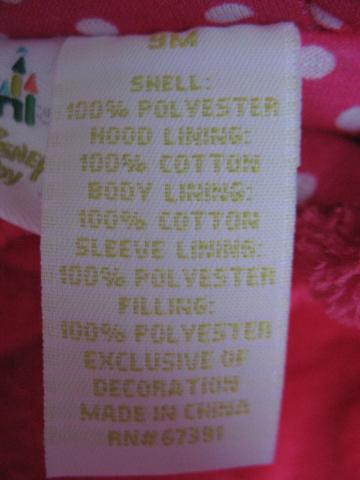 9M
SHELL:
100% POLYESTER
HOOD LINING:
100% COTTON
BODY LINING:
100% COTTON
SLEEVE LINING:
100% POLYESTER
FILLING:
100% POLYESTER
EXCLUSIVE OF
DECORATION
MADE IN CHINA
RN#67391